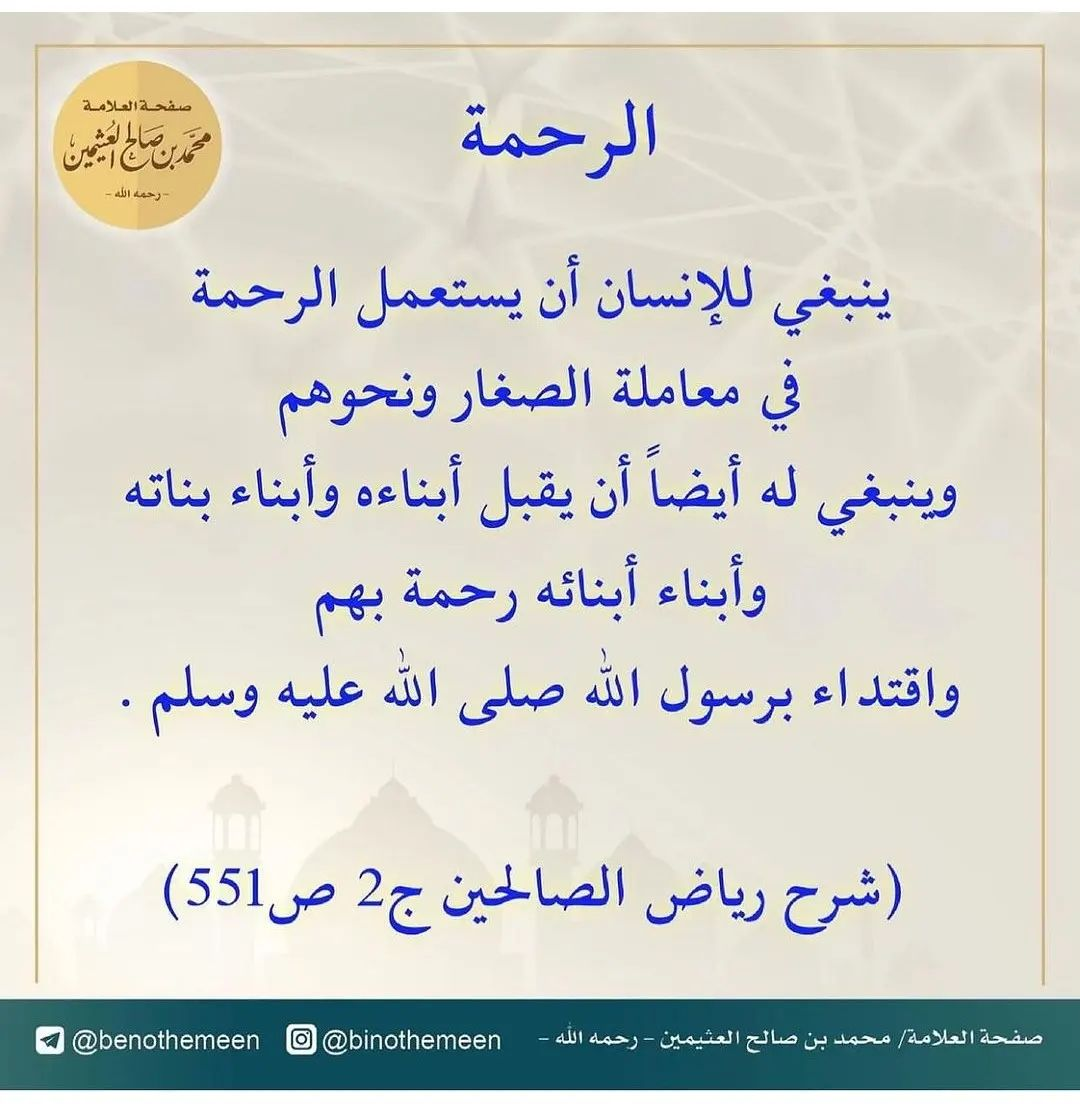 صفحة العلامة
محمد بن صالح العثيمين
- رحمه الله -
الرحمة
ينبغي للإنسان أن يستعمل الرحمة
في معاملة الصغار ونحوهم
وينبغي له أيضاً أن يقبل أبناءه وأبناء بناته
وأبناء أبنائه رحمة بهم
واقتداء برسول الله صلى الله عليه وسلم .
(شرح رياض الصالحين ج2 ص551)
صفحة العلامة/ محمد بن صالح العثيمين - رحمه الله -
@binothemeen
@benothemeen